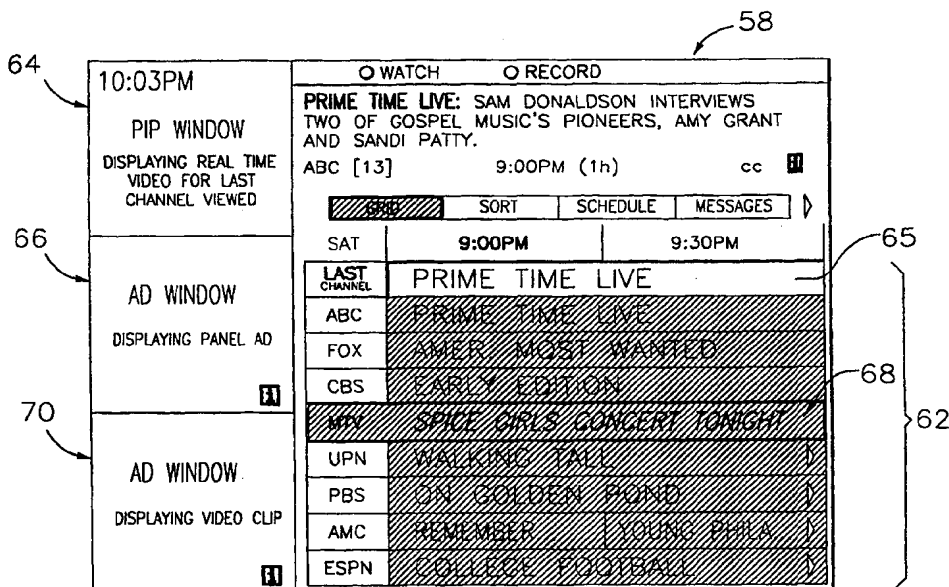 58
64
10:03PM
PIP WINDOW
DISPLAYING REAL TIME
VIDEO FOR LAST
CHANNEL VIEWED
66
AD WINDOW
DISPLAYING PANEL AD
70
AD WINDOW
DISPLAYING VIDEO CLIP
WATCH RECORD
PRIME TIME LIVE: SAM DONALDSON INTERVIEWS
TWO OF GOSPEL MUSIC'S PIONEERS, AMY GRANT
AND SANDI PATTY.
ABC [13] 9:00PM (1h) cc
GRID SORT SCHEDULE MESSAGES
SAT 9:00PM 9:30PM
65
LAST CHANNEL PRIME TIME LIVE
ABC PRIME TIME LIVE
FOX AMER. MOST WANTED
CBS EARLY EDITION
68
MTV SPICE GIRLS CONCERT TONIGHT
62
UPN WALKING TALL
PBS ON GOLDEN POND
AMC REMEMBER YOUNG PHILA
ESPN COLLEGE FOOTBALL